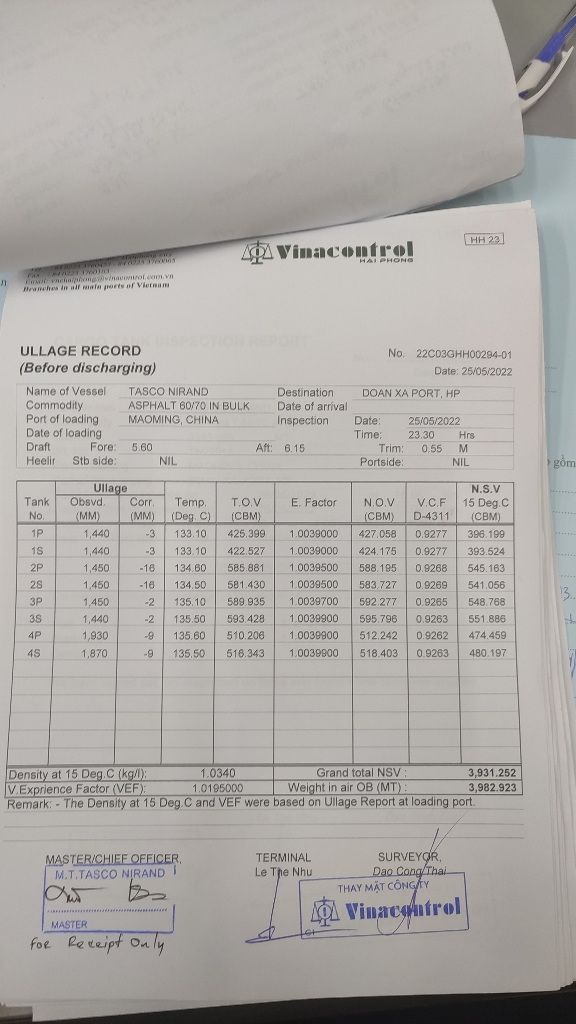 HH 23
Vinacontrol
HAI PHONG
Branches in all main ports of Vietnam
ULLAGE RECORD
(Before discharging)
No. 22C03GHH00294-01
Date: 25/05/2022
Name of Vessel TASCO NIRAND Destination DOAN XA PORT, HP
Commodity ASPHALT 60/70 IN BULK Date of arrival
Port of loading MAOMING, CHINA Inspection Date: 25/05/2022
Date of loading Time: 23.30 Hrs
Draft Fore: 5.60 Aft: 6.15 Trim: 0.55 M
Heelir Stb side: NIL Portside: NIL
Ullage N.S.V
Tank Obsvd. Corr. Temp. T.O.V E. Factor N.O.V V.C.F 15 Deg.C
No. (MM) (MM) (Deg. C) (CBM) (CBM) D-4311 (CBM)
1P 1,440 -3 133.10 425.399 1.0039000 427.058 0.9277 396.199
1S 1,440 -3 133.10 422.527 1.0039000 424.175 0.9277 393.524
2P 1,450 -16 134.60 585.881 1.0039500 588.195 0.9268 545.163
2S 1,450 -16 134.50 581.430 1.0039500 583.727 0.9269 541.056
3P 1,450 -2 135.10 589.935 1.0039700 592.277 0.9265 548.768
3S 1,440 -2 135.50 593.428 1.0039900 595.796 0.9263 551.886
4P 1,930 -9 135.60 510.206 1.0039900 512.242 0.9262 474.459
4S 1,870 -9 135.50 516.343 1.0039900 518.403 0.9263 480.197
Density at 15 Deg.C (kg/l): 1.0340 Grand total NSV : 3,931.252
V.Exprience Factor (VEF): 1.0195000 Weight in air OB (MT) : 3,982.923
Remark: - The Density at 15 Deg.C and VEF were based on Ullage Report at loading port.
MASTER/CHIEF OFFICER, TERMINAL SURVEYOR,
M.T.TASCO NIRAND Le The Nhu Dao Cong Thai
THAY MẶT CÔNG TY
Vinacontrol
MASTER
For Receipt Only
gồm